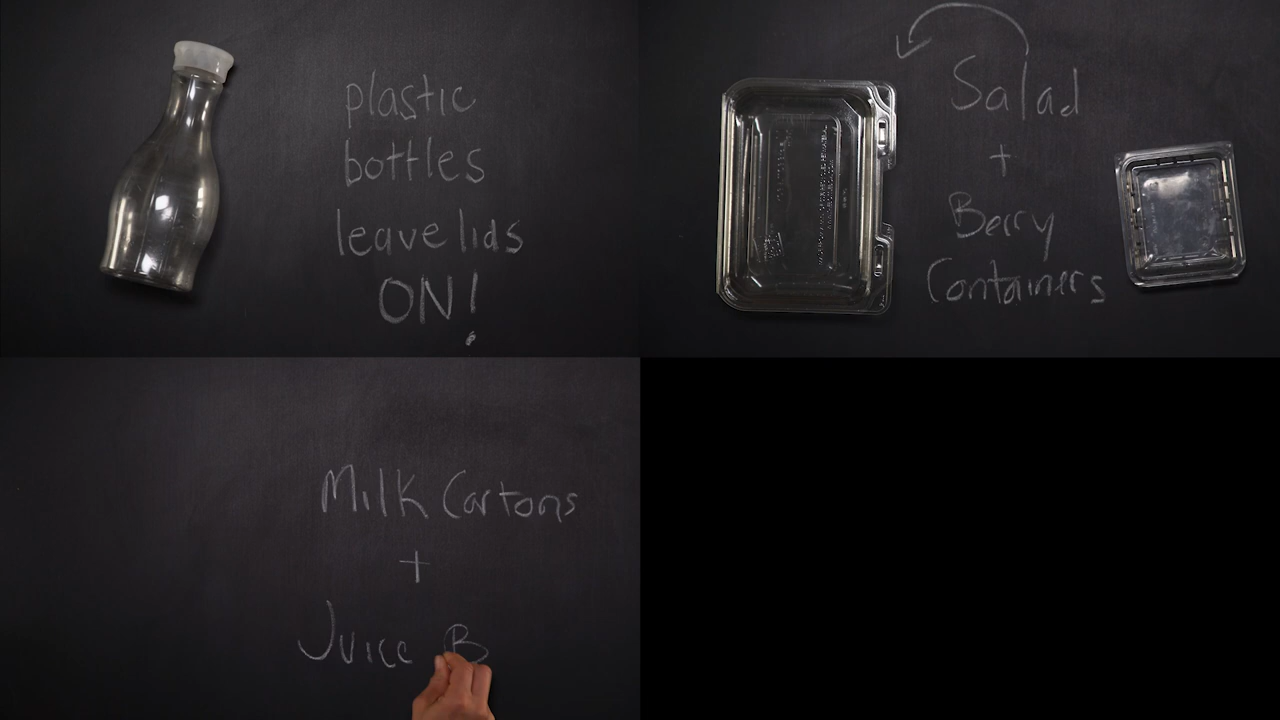 plastic
bottles
leave lids
ON!
Salad
+
Berry
Containers
Milk Cartons
+
Juice B